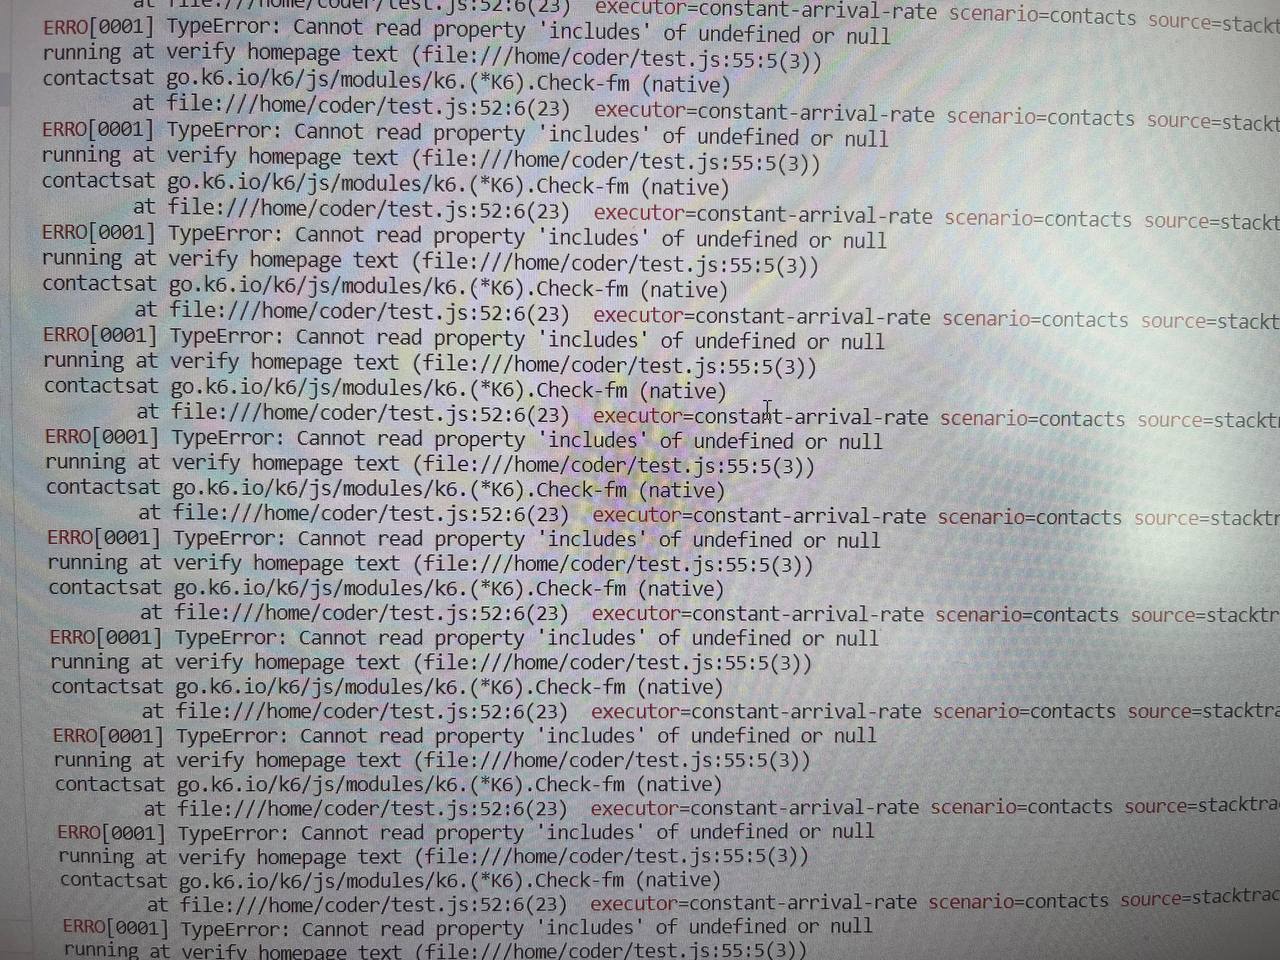 at file:///home/coder/test.js:52:6(23)  executor=constant-arrival-rate scenario=contacts source=stackt
ERRO[0001] TypeError: Cannot read property 'includes' of undefined or null
running at verify homepage text (file:///home/coder/test.js:55:5(3))
contactsat go.k6.io/k6/js/modules/k6.(*K6).Check-fm (native)
at file:///home/coder/test.js:52:6(23)  executor=constant-arrival-rate scenario=contacts source=stackt
ERRO[0001] TypeError: Cannot read property 'includes' of undefined or null
running at verify homepage text (file:///home/coder/test.js:55:5(3))
contactsat go.k6.io/k6/js/modules/k6.(*K6).Check-fm (native)
at file:///home/coder/test.js:52:6(23)  executor=constant-arrival-rate scenario=contacts source=stackt
ERRO[0001] TypeError: Cannot read property 'includes' of undefined or null
running at verify homepage text (file:///home/coder/test.js:55:5(3))
contactsat go.k6.io/k6/js/modules/k6.(*K6).Check-fm (native)
at file:///home/coder/test.js:52:6(23)  executor=constant-arrival-rate scenario=contacts source=stackt
ERRO[0001] TypeError: Cannot read property 'includes' of undefined or null
running at verify homepage text (file:///home/coder/test.js:55:5(3))
contactsat go.k6.io/k6/js/modules/k6.(*K6).Check-fm (native)
at file:///home/coder/test.js:52:6(23)  executor=constant-arrival-rate scenario=contacts source=stackt
ERRO[0001] TypeError: Cannot read property 'includes' of undefined or null
running at verify homepage text (file:///home/coder/test.js:55:5(3))
contactsat go.k6.io/k6/js/modules/k6.(*K6).Check-fm (native)
at file:///home/coder/test.js:52:6(23)  executor=constant-arrival-rate scenario=contacts source=stacktr
ERRO[0001] TypeError: Cannot read property 'includes' of undefined or null
running at verify homepage text (file:///home/coder/test.js:55:5(3))
contactsat go.k6.io/k6/js/modules/k6.(*K6).Check-fm (native)
at file:///home/coder/test.js:52:6(23)  executor=constant-arrival-rate scenario=contacts source=stacktr
ERRO[0001] TypeError: Cannot read property 'includes' of undefined or null
running at verify homepage text (file:///home/coder/test.js:55:5(3))
contactsat go.k6.io/k6/js/modules/k6.(*K6).Check-fm (native)
at file:///home/coder/test.js:52:6(23)  executor=constant-arrival-rate scenario=contacts source=stacktra
ERRO[0001] TypeError: Cannot read property 'includes' of undefined or null
running at verify homepage text (file:///home/coder/test.js:55:5(3))
contactsat go.k6.io/k6/js/modules/k6.(*K6).Check-fm (native)
at file:///home/coder/test.js:52:6(23)  executor=constant-arrival-rate scenario=contacts source=stacktra
ERRO[0001] TypeError: Cannot read property 'includes' of undefined or null
running at verify homepage text (file:///home/coder/test.js:55:5(3))
contactsat go.k6.io/k6/js/modules/k6.(*K6).Check-fm (native)
at file:///home/coder/test.js:52:6(23)  executor=constant-arrival-rate scenario=contacts source=stacktrac
ERRO[0001] TypeError: Cannot read property 'includes' of undefined or null
running at verify homepage text (file:///home/coder/test.js:55:5(3))